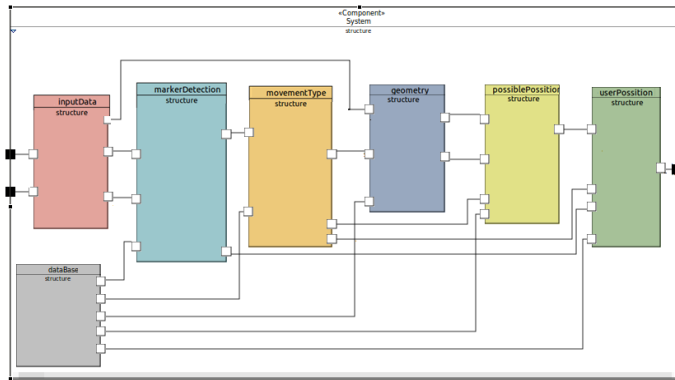 «Component»
System
structure
inputData
structure
markerDetection
structure
movementType
structure
geometry
structure
possiblePossition
structure
userPossition
structure
dataBase
structure